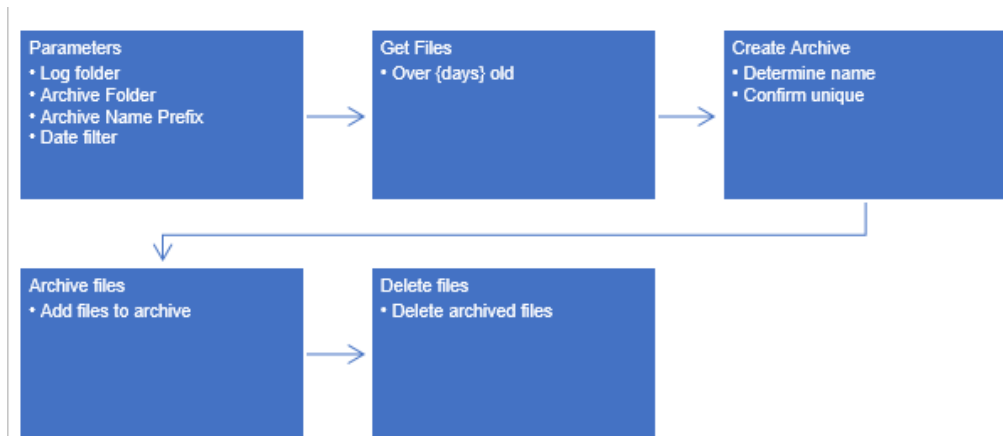 Parameters
• Log folder
• Archive Folder
• Archive Name Prefix
• Date filter
Get Files
• Over {days} old
Create Archive
• Determine name
• Confirm unique
Archive files
• Add files to archive
Delete files
• Delete archived files